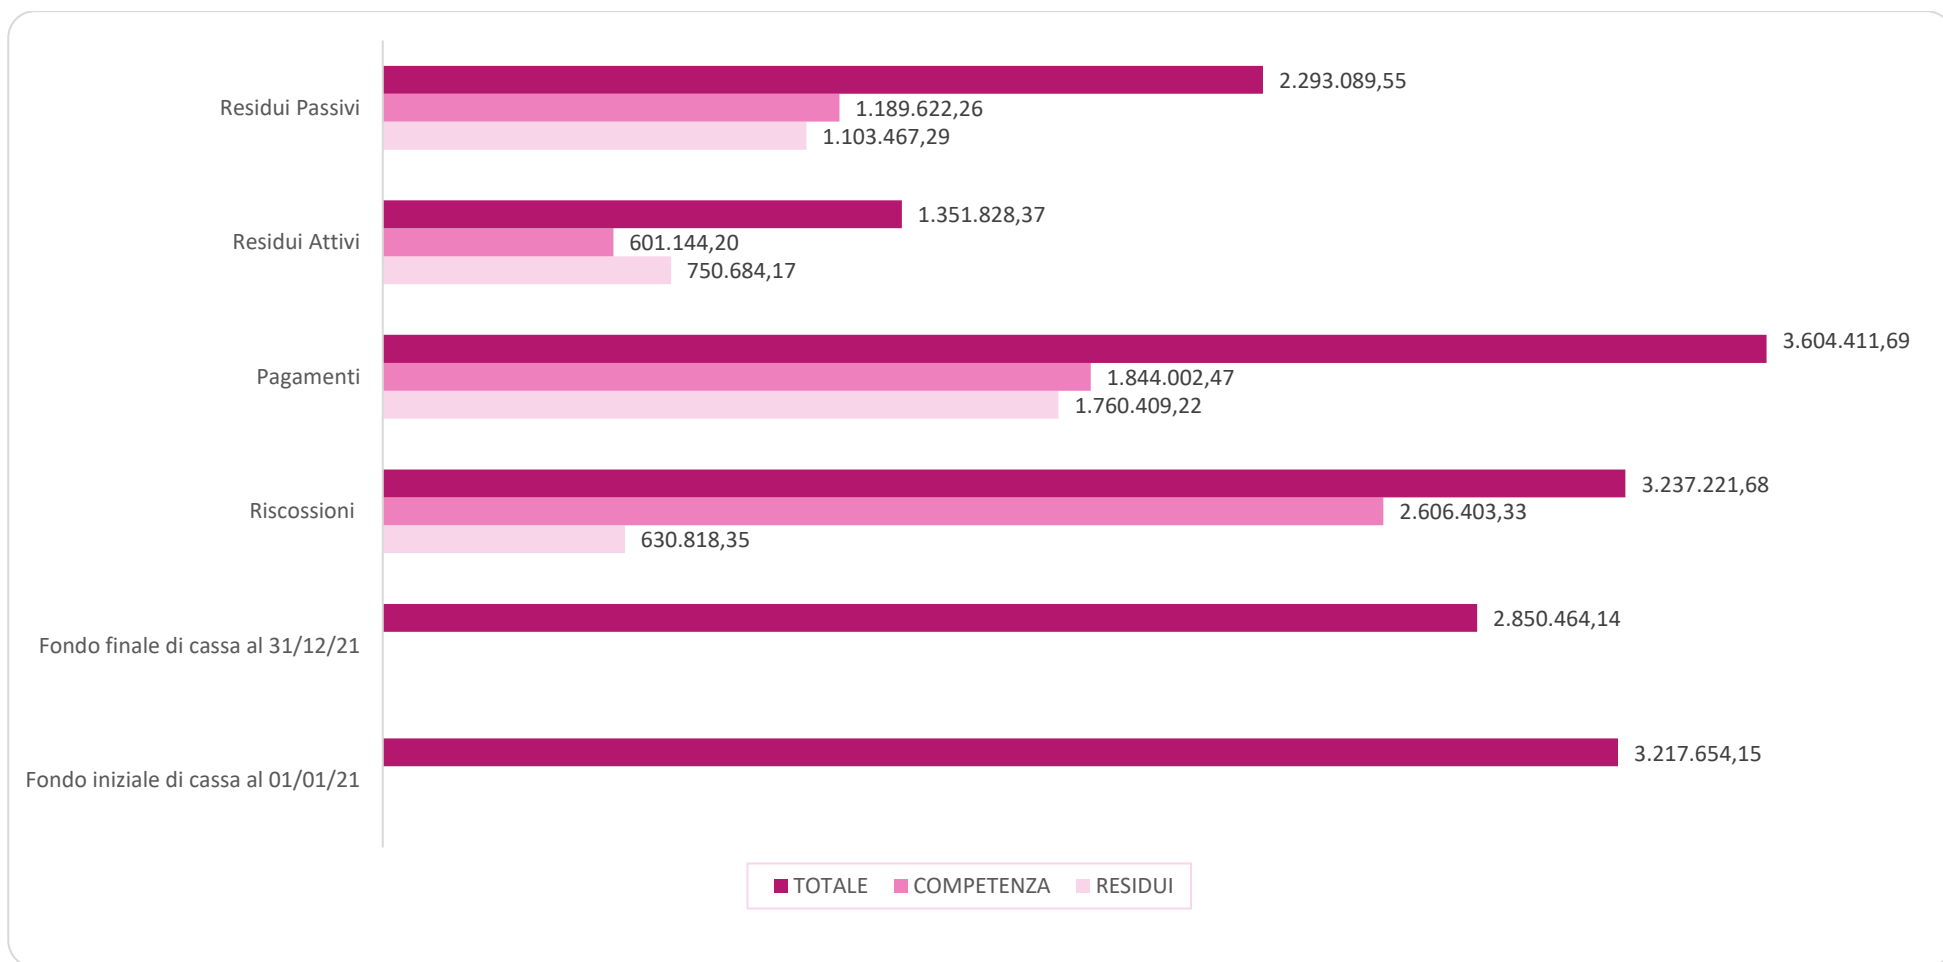 2.293.089,55
Residui Passivi
1.189.622,26
1.103.467,29
1.351.828,37
Residui Attivi
601.144,20
750.684,17
3.604.411,69
Pagamenti
1.844.002,47
1.760.409,22
3.237.221,68
Riscossioni
2.606.403,33
630.818,35
2.850.464,14
Fondo finale di cassa al 31/12/21
3.217.654,15
Fondo iniziale di cassa al 01/01/21
TOTALE COMPETENZA RESIDUI